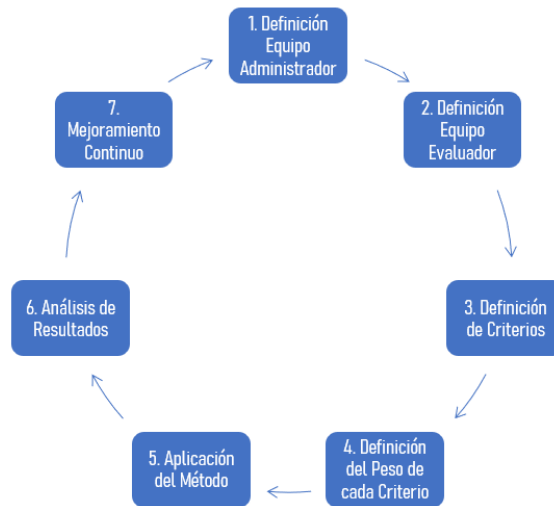 1. Definición
Equipo
Administrador
2. Definición
Equipo
Evaluador
3. Definición
de Criterios
4. Definición
del Peso de
cada Criterio
5. Aplicación
del Método
6. Análisis de
Resultados
7.
Mejoramiento
Continuo